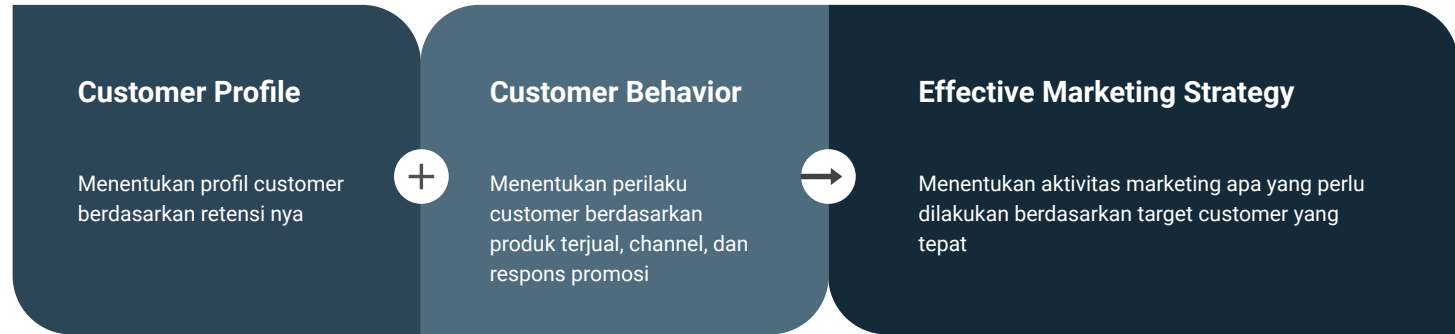 Customer Profile
Menentukan profil customer
berdasarkan retensi nya
Customer Behavior
Menentukan perilaku
customer berdasarkan
produk terjual, channel, dan
respons promosi
Effective Marketing Strategy
Menentukan aktivitas marketing apa yang perlu
dilakukan berdasarkan target customer yang
tepat